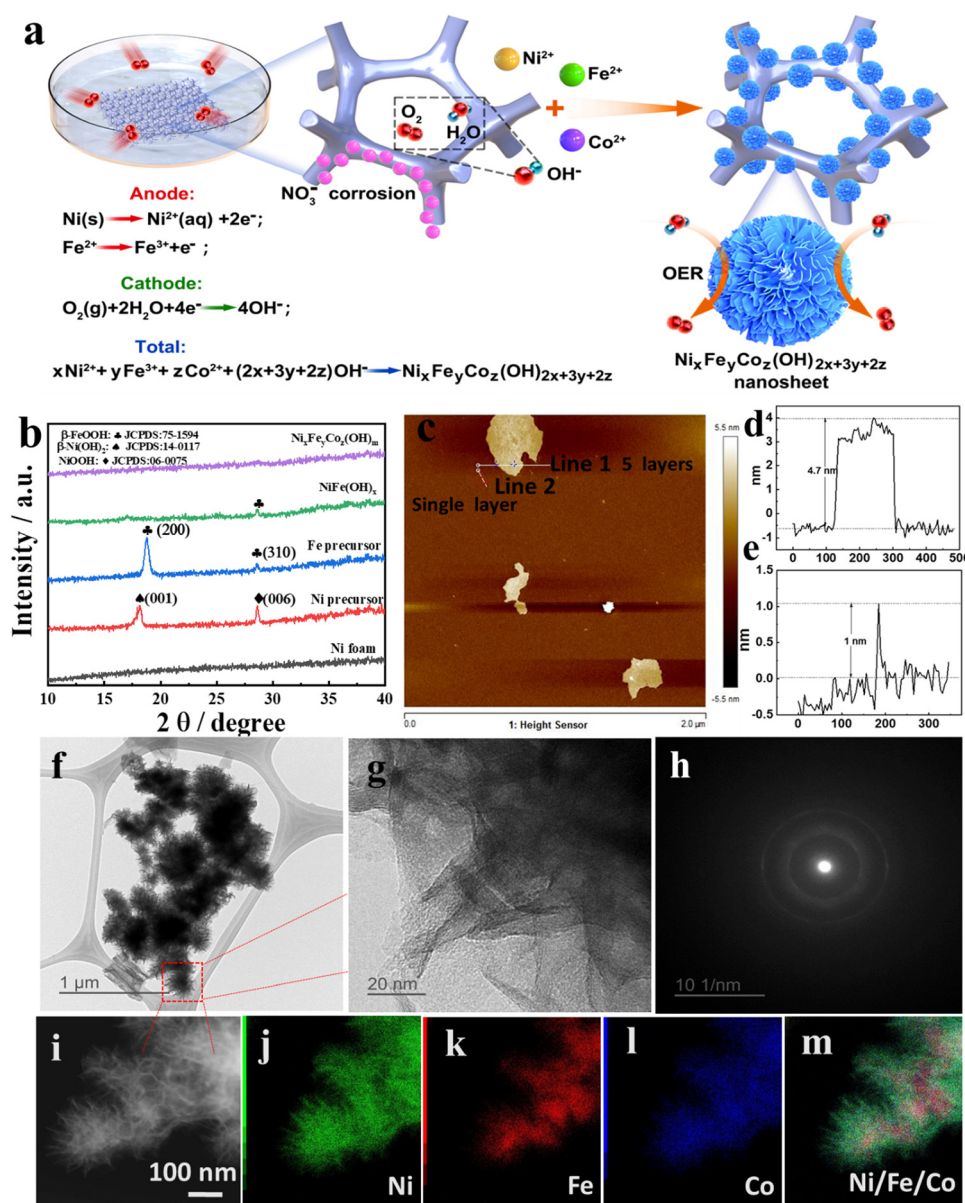 a
Ni²⁺
Fe²⁺
Co²⁺
O₂
H₂O
OH⁻
NO₃⁻ corrosion
Anode:
Ni(s) → Ni²⁺(aq) +2e⁻;
Fe²⁺ → Fe³⁺+e⁻ ;
Cathode:
O₂(g)+2H₂O+4e⁻ → 4OH⁻;
Total:
xNi²⁺+yFe³⁺+zCo²⁺+(2x+3y+2z)OH⁻ → NiₓFeᵧCo_z(OH)₂ₓ₊₃ᵧ₊₂z
OER
NiₓFeᵧCo_z(OH)₂ₓ₊₃ᵧ₊₂z
nanosheet
b
β-FeOOH: ♣ JCPDS:75-1594
β-Ni(OH)₂: ♠ JCPDS:14-0117
NiOOH: ♦ JCPDS:06-0075
NiₓFeᵧCo_z(OH)ₘ
NiFe(OH)ₓ
♣
♣ (200)
Fe precursor
♣(310)
♠(001)
Ni precursor
♦(006)
Ni foam
Intensity / a.u.
10 15 20 25 30 35 40
2 θ / degree
c
Line 1 5 layers
Line 2
Single layer
5.5 nm
-5.5 nm
0.0
1: Height Sensor
2.0 μm
d
4
3
2
1
0
-1
nm
4.7 nm
0 100 200 300 400 500
e
1.5
1.0
0.5
0.0
-0.5
nm
1 nm
0 100 200 300
f
1 μm
g
20 nm
h
10 1/nm
i
100 nm
j
Ni
k
Fe
l
Co
m
Ni/Fe/Co